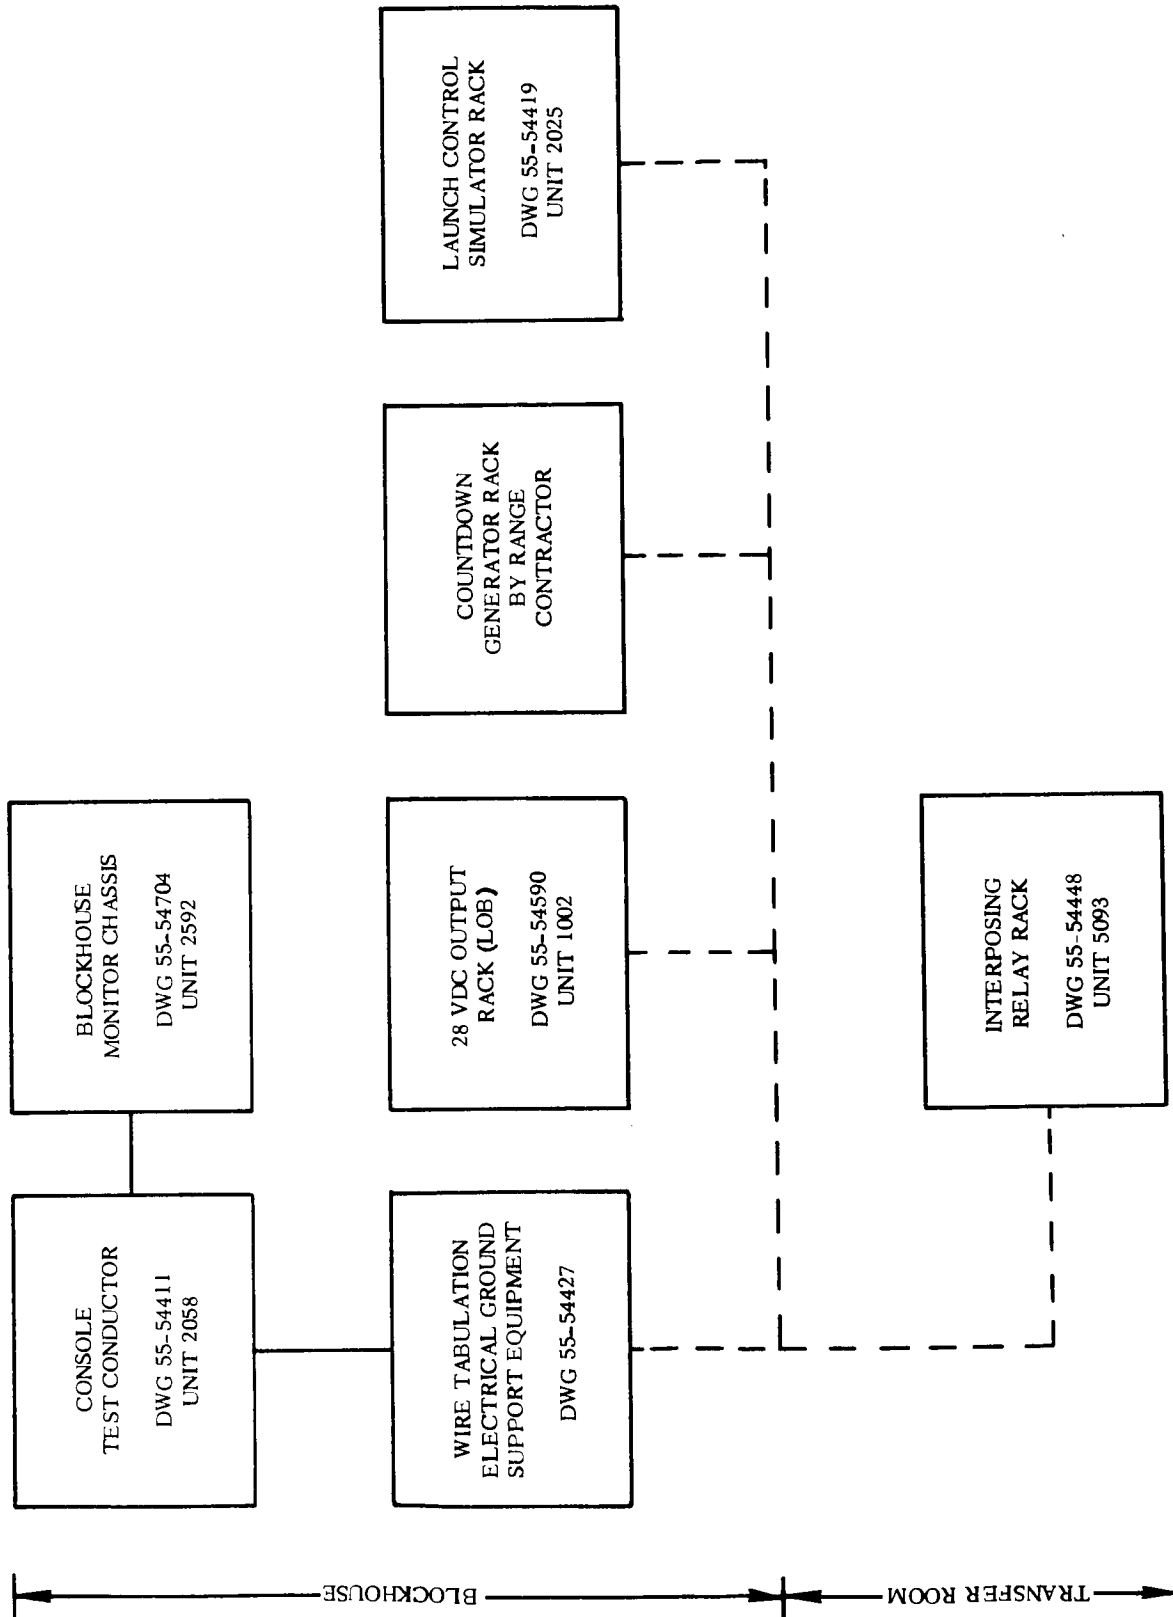 CONSOLE
TEST CONDUCTOR
DWG 55-54411
UNIT 2058
BLOCKHOUSE
MONITOR CHASSIS
DWG 55-54704
UNIT 2592
WIRE TABULATION
ELECTRICAL GROUND
SUPPORT EQUIPMENT
DWG 55-54427
28 VDC OUTPUT
RACK (LOB)
DWG 55-54590
UNIT 1002
COUNTDOWN
GENERATOR RACK
BY RANGE
CONTRACTOR
LAUNCH CONTROL
SIMULATOR RACK
DWG 55-54419
UNIT 2025
INTERPOSING
RELAY RACK
DWG 55-54448
UNIT 5093
BLOCKHOUSE
TRANSFER ROOM